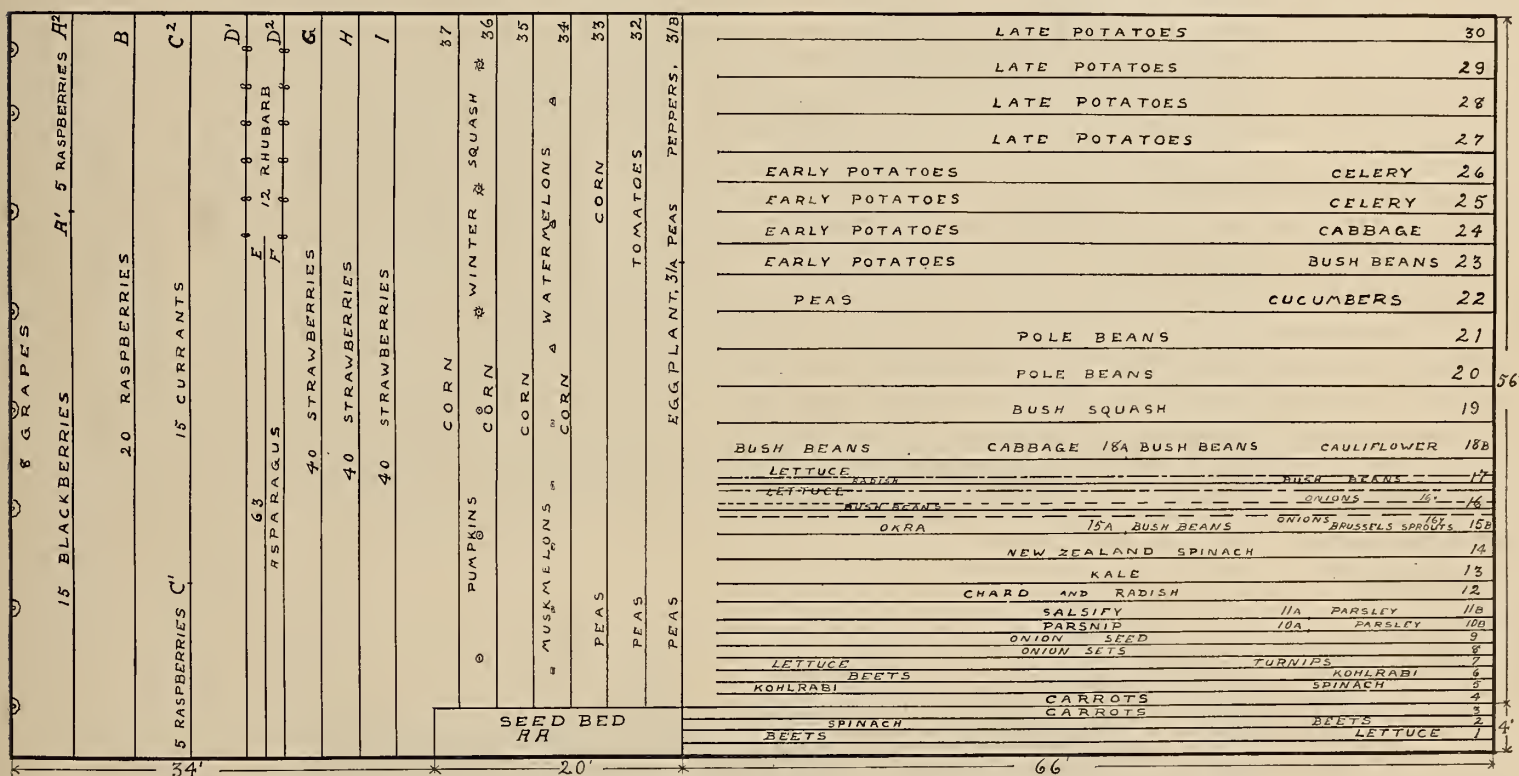 8 GRAPES
15 BLACKBERRIES A', 5 RASPBERRIES A²
20 RASPBERRIES B
5 RASPBERRIES C' 15 CURRANTS C²
D'
12 RHUBARB
D²
63
ASPARAGUS
E
F
40 STRAWBERRIES G
40 STRAWBERRIES H
40 STRAWBERRIES I
CORN 37
PUMPKINS WINTER SQUASH
CORN 36
CORN 35
MUSKMELONS WATERMELONS
CORN 34
PEAS CORN 33
PEAS TOMATOES 32
PEAS EGGPLANT, 31A PEAS PEPPERS, 31B
LATE POTATOES 30
LATE POTATOES 29
LATE POTATOES 28
LATE POTATOES 27
EARLY POTATOES CELERY 26
EARLY POTATOES CELERY 25
EARLY POTATOES CABBAGE 24
EARLY POTATOES BUSH BEANS 23
PEAS CUCUMBERS 22
POLE BEANS 21
POLE BEANS 20
BUSH SQUASH 19
BUSH BEANS CABBAGE 18A BUSH BEANS CAULIFLOWER 18B
LETTUCE
RADISH BUSH BEANS 17
LETTUCE
ONIONS 16x 16
BUSH BEANS
ONIONS 16Y
OKRA 15A BUSH BEANS BRUSSELS SPROUTS 15B
NEW ZEALAND SPINACH 14
KALE 13
CHARD AND RADISH 12
SALSIFY 11A PARSLEY 11B
PARSNIP 10A PARSLEY 10B
ONION SEED 9
ONION SETS 8
LETTUCE TURNIPS 7
BEETS KOHLRABI 6
KOHLRABI SPINACH 5
CARROTS 4
CARROTS 3
SPINACH BEETS 2
BEETS LETTUCE 1
SEED BED
AA
56'
4'
34' 20' 66'